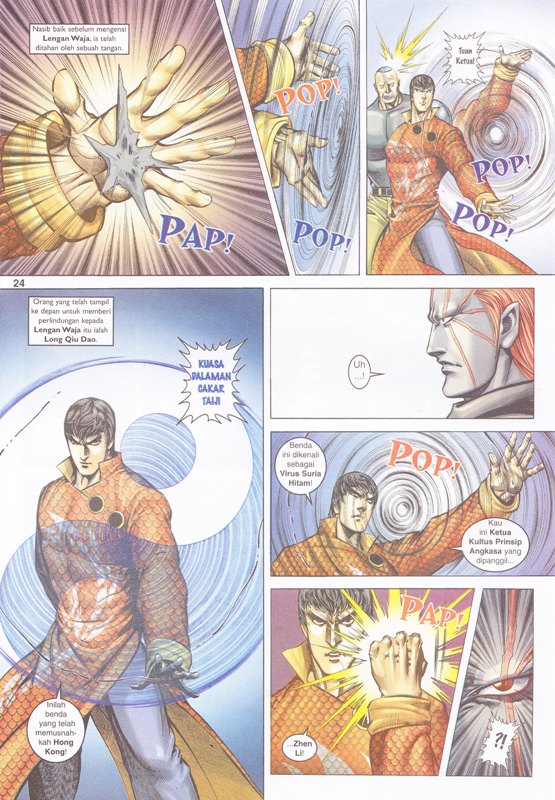 Nasib baik sebelum mengenai
Lengan Waja, ia telah
ditahan oleh sebuah tangan.
PAP!
POP!
POP!
Tuan
Ketua!
POP!
POP!
24
Orang yang telah tampil
ke depan untuk memberi
perlindungan kepada
Lengan Waja itu ialah
Long Qiu Dao.
KUASA
DALAMAN
CAKAR
TAIJI!
Inilah
benda
yang telah
memusnah-
kah Hong
Kong!
Uh
...!
Benda
ini dikenali
sebagai
Virus Suria
Hitam!
POP!
Kau
ini Ketua
Kultus Prinsip
Angkasa yang
dipanggil...
PAP!
...Zhen
Li!
?!